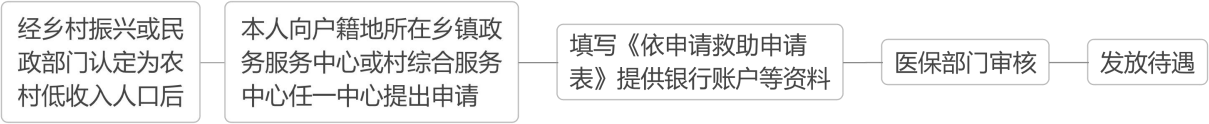 经乡村振兴或民
政部门认定为农
村低收入人口后
本人向户籍地所在乡镇政
务服务中心或村综合服务
中心任一中心提出申请
填写《依申请救助申请
表》提供银行账户等资料
医保部门审核
发放待遇